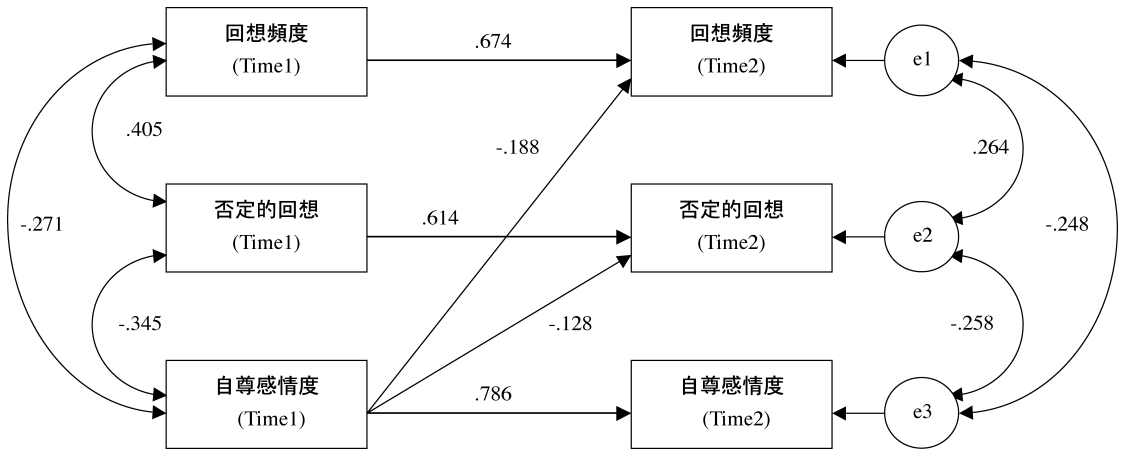 回想頻度
(Time1)
.674
回想頻度
(Time2)
e1
.405
-.188
.264
-.271
否定的回想
(Time1)
.614
否定的回想
(Time2)
e2
-.248
-.345
-.128
-.258
自尊感情度
(Time1)
.786
自尊感情度
(Time2)
e3